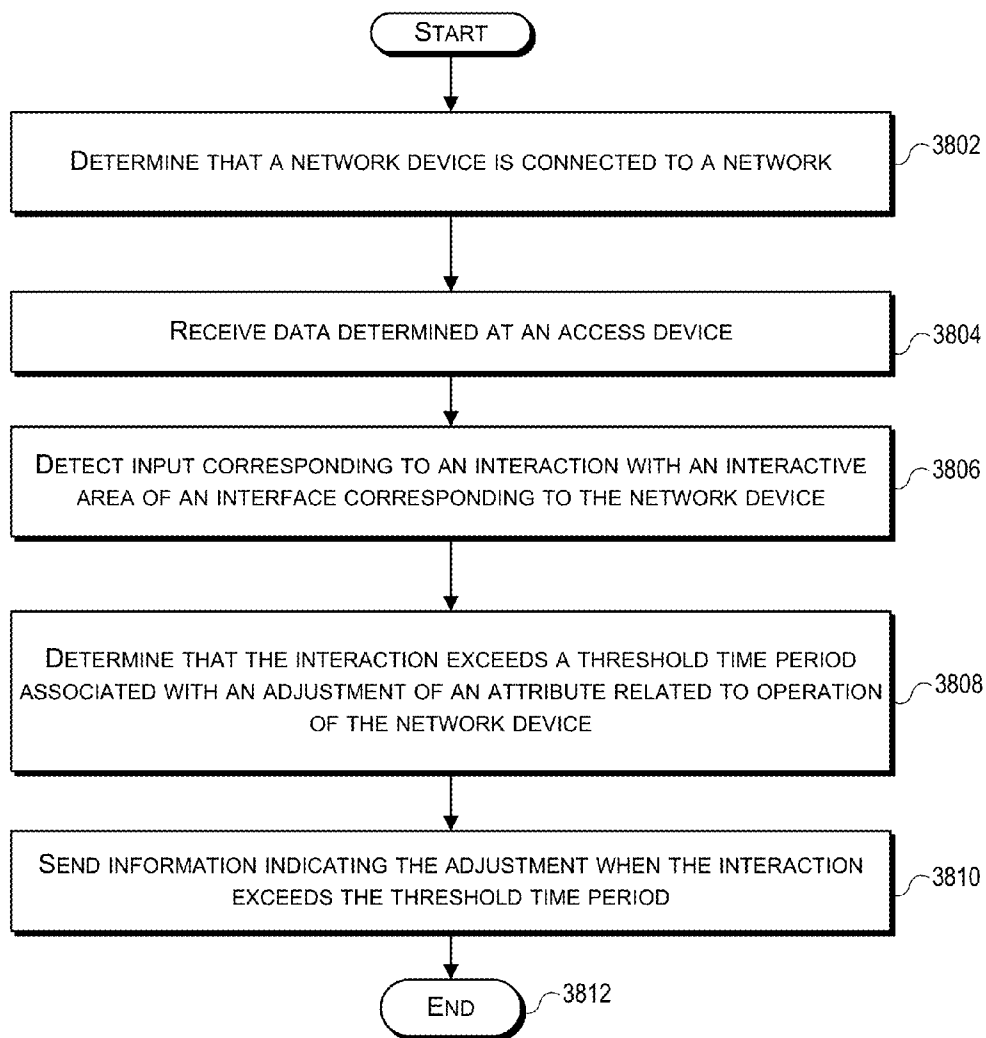 START
DETERMINE THAT A NETWORK DEVICE IS CONNECTED TO A NETWORK
3802
RECEIVE DATA DETERMINED AT AN ACCESS DEVICE
3804
DETECT INPUT CORRESPONDING TO AN INTERACTION WITH AN INTERACTIVE
AREA OF AN INTERFACE CORRESPONDING TO THE NETWORK DEVICE
3806
DETERMINE THAT THE INTERACTION EXCEEDS A THRESHOLD TIME PERIOD
ASSOCIATED WITH AN ADJUSTMENT OF AN ATTRIBUTE RELATED TO OPERATION
OF THE NETWORK DEVICE
3808
SEND INFORMATION INDICATING THE ADJUSTMENT WHEN THE INTERACTION
EXCEEDS THE THRESHOLD TIME PERIOD
3810
END
3812